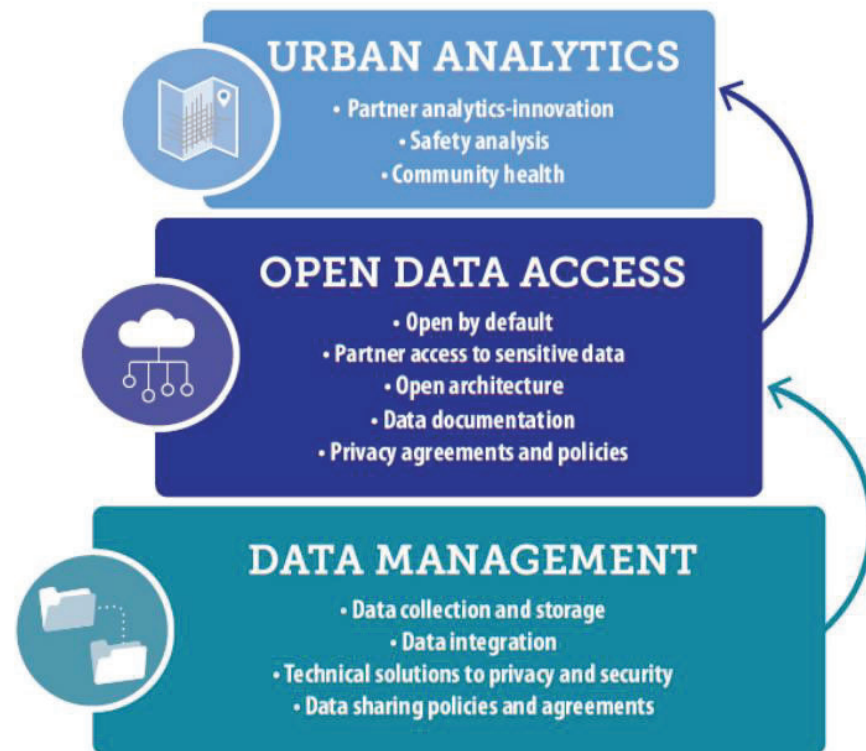 URBAN ANALYTICS
• Partner analytics-innovation
• Safety analysis
• Community health
OPEN DATA ACCESS
• Open by default
• Partner access to sensitive data
• Open architecture
• Data documentation
• Privacy agreements and policies
DATA MANAGEMENT
• Data collection and storage
• Data integration
• Technical solutions to privacy and security
• Data sharing policies and agreements